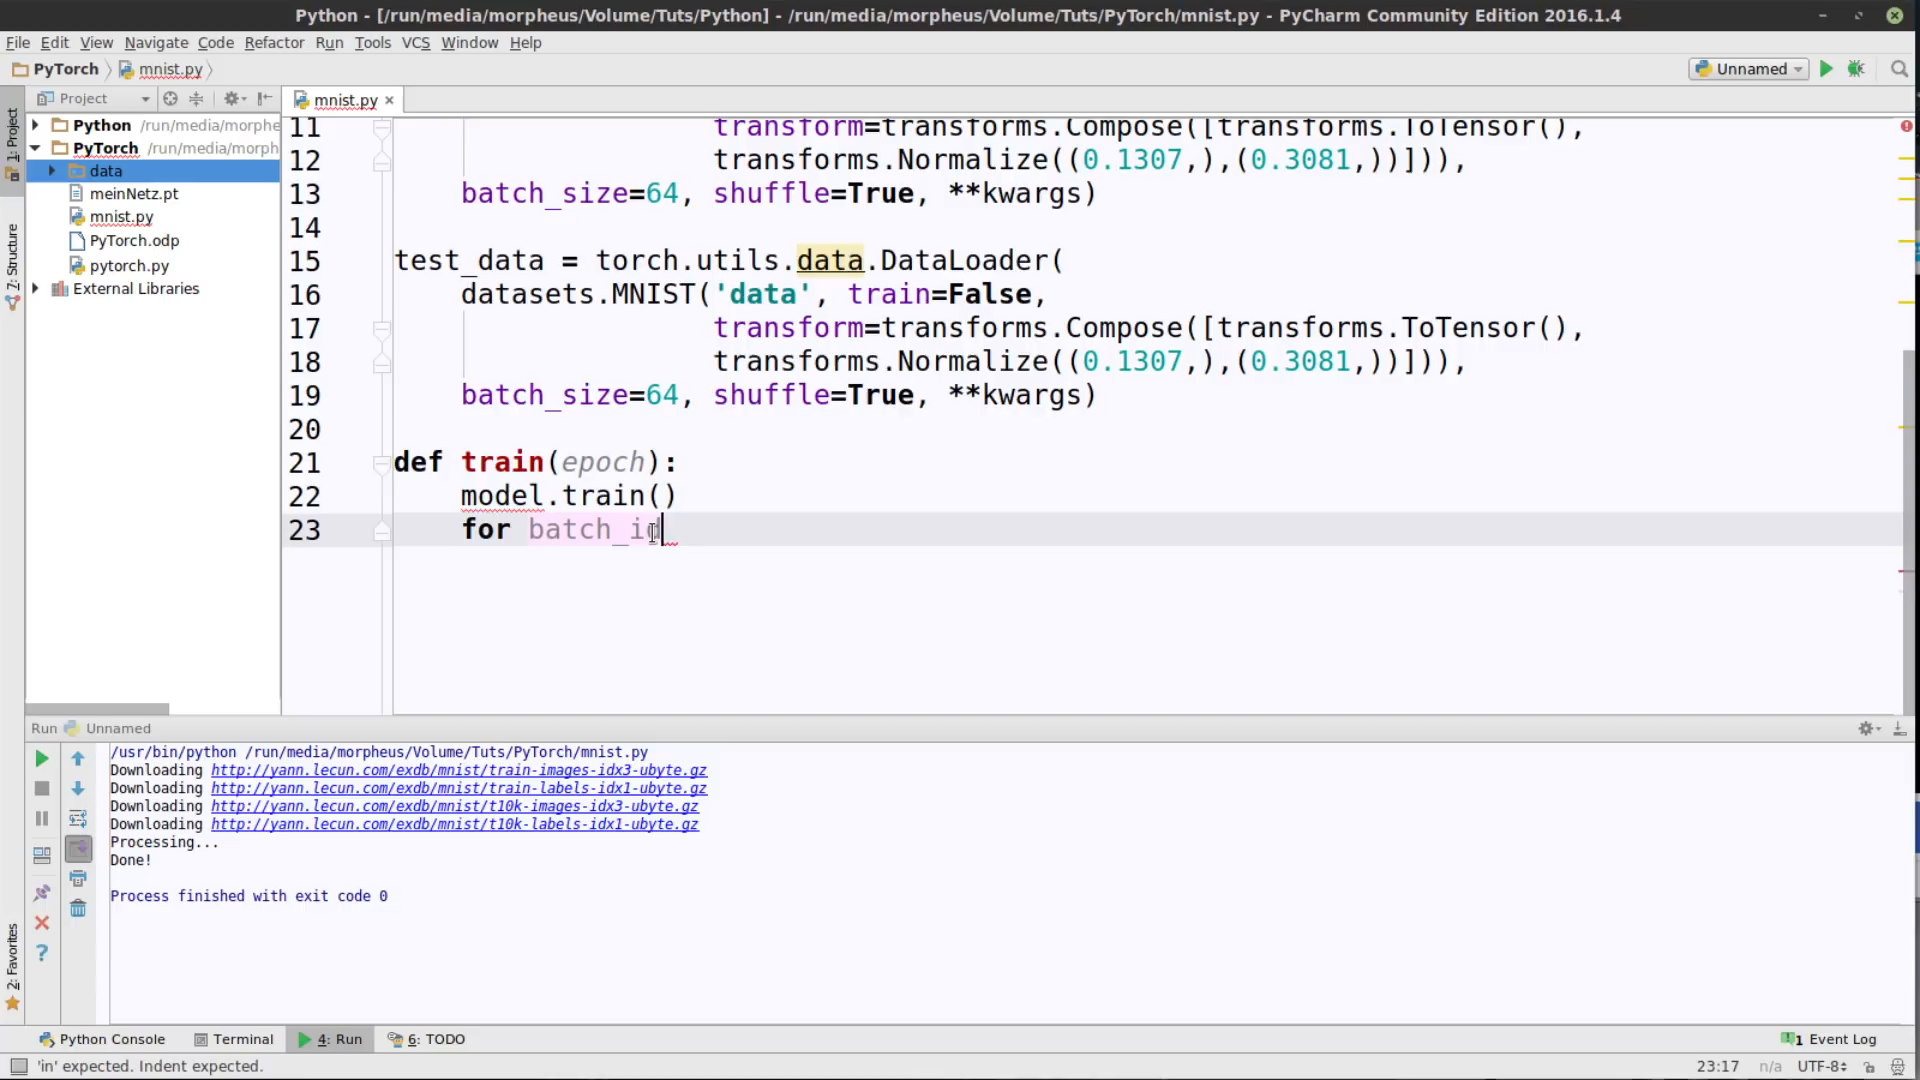 Python - [/run/media/morpheus/Volume/Tuts/Python] - /run/media/morpheus/Volume/Tuts/PyTorch/mnist.py - PyCharm Community Edition 2016.1.4
File Edit View Navigate Code Refactor Run Tools VCS Window Help
PyTorch mnist.py Unnamed
Project mnist.py
1: Project
7: Structure
2: Favorites
Python /run/media/morphe
PyTorch /run/media/morph
data
meinNetz.pt
mnist.py
PyTorch.odp
pytorch.py
External Libraries
11 transform=transforms.Compose([transforms.ToTensor(),
12 transforms.Normalize((0.1307,),(0.3081,))])),
13 batch_size=64, shuffle=True, **kwargs)
14
15 test_data = torch.utils.data.DataLoader(
16 datasets.MNIST('data', train=False,
17 transform=transforms.Compose([transforms.ToTensor(),
18 transforms.Normalize((0.1307,),(0.3081,))])),
19 batch_size=64, shuffle=True, **kwargs)
20
21 def train(epoch):
22 model.train()
23 for batch_id
Run Unnamed
/usr/bin/python /run/media/morpheus/Volume/Tuts/PyTorch/mnist.py
Downloading http://yann.lecun.com/exdb/mnist/train-images-idx3-ubyte.gz
Downloading http://yann.lecun.com/exdb/mnist/train-labels-idx1-ubyte.gz
Downloading http://yann.lecun.com/exdb/mnist/t10k-images-idx3-ubyte.gz
Downloading http://yann.lecun.com/exdb/mnist/t10k-labels-idx1-ubyte.gz
Processing...
Done!
Process finished with exit code 0
Python Console Terminal 4: Run 6: TODO 1 Event Log
'in' expected. Indent expected. 23:17 n/a UTF-8